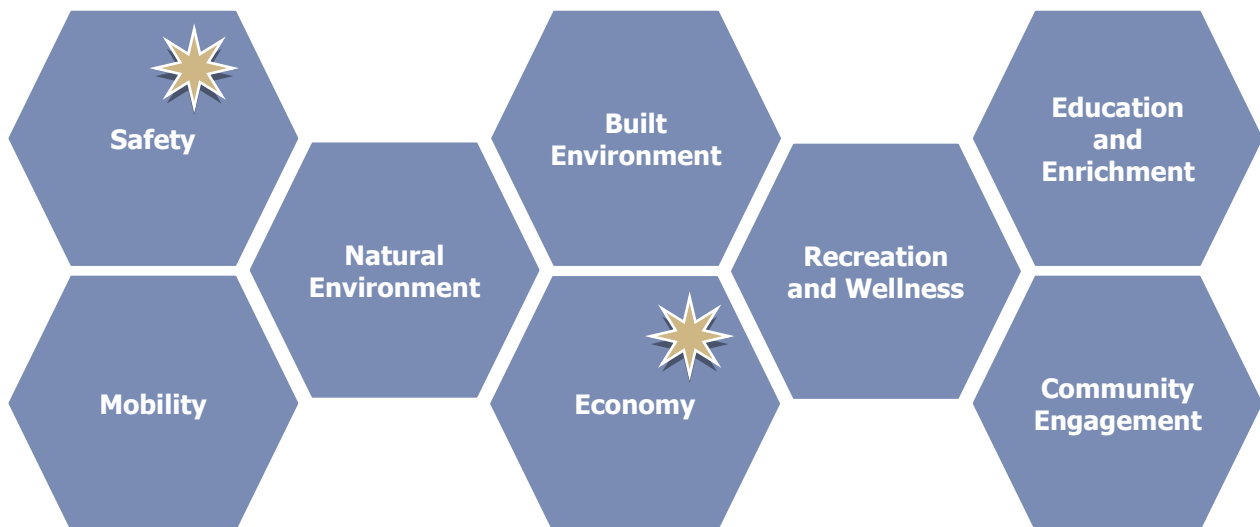 Safety
Built
Environment
Education
and
Enrichment
Natural
Environment
Recreation
and Wellness
Mobility
Economy
Community
Engagement